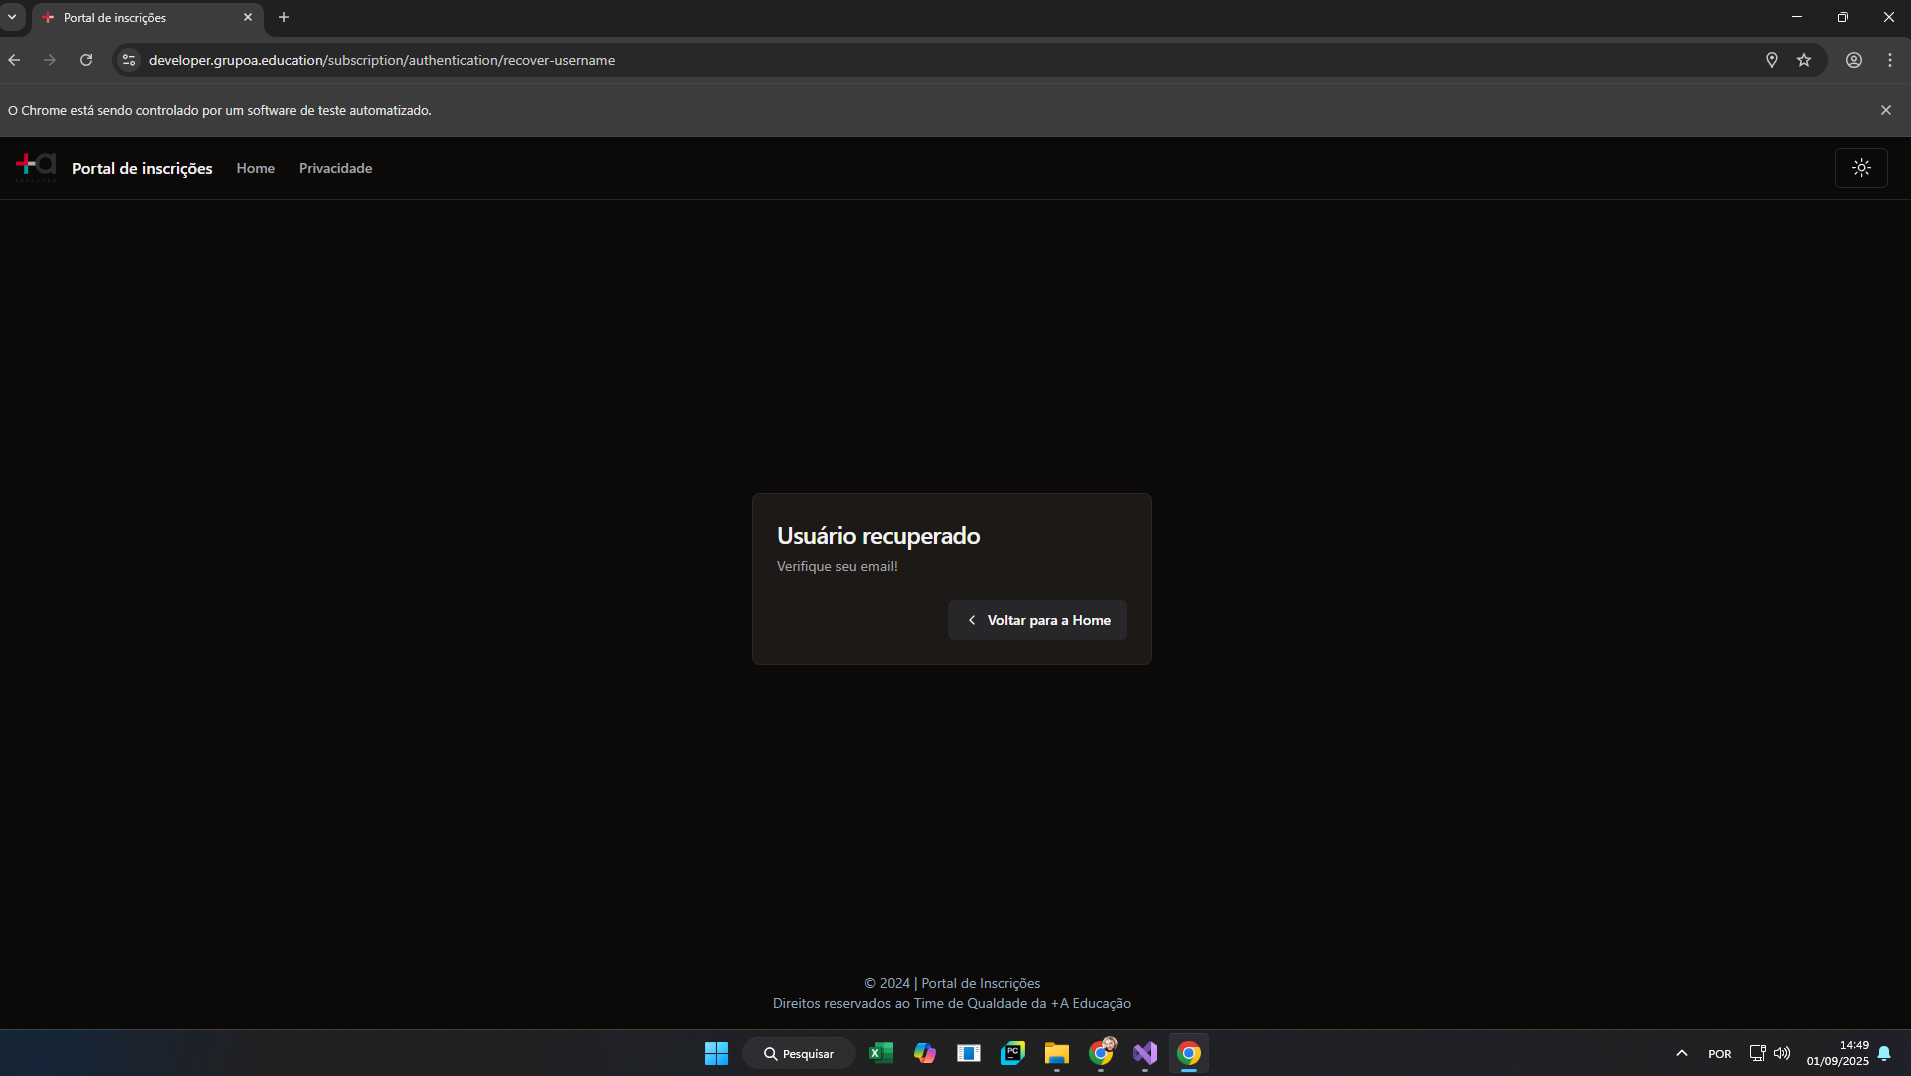 Portal de inscrições
developer.grupoa.education/subscription/authentication/recover-username
O Chrome está sendo controlado por um software de teste automatizado.
+a Portal de inscrições Home Privacidade
Usuário recuperado
Verifique seu email!
Voltar para a Home
© 2024 | Portal de Inscrições
Direitos reservados ao Time de Qualdade da +A Educação
Pesquisar
PC
POR
14:49
01/09/2025